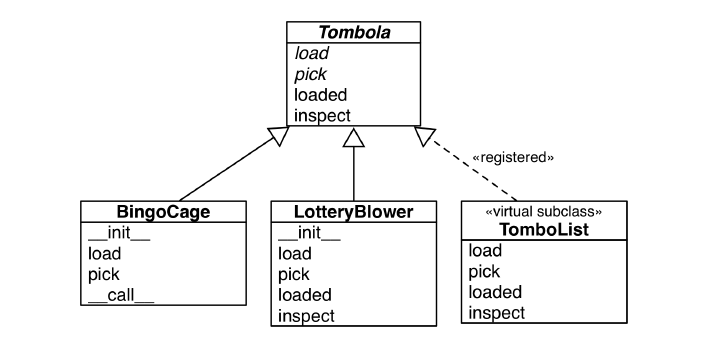 Tombola
load
pick
loaded
inspect
«registered»
BingoCage
__init__
load
pick
__call__
LotteryBlower
__init__
load
pick
loaded
inspect
«virtual subclass»
TomboList
load
pick
loaded
inspect